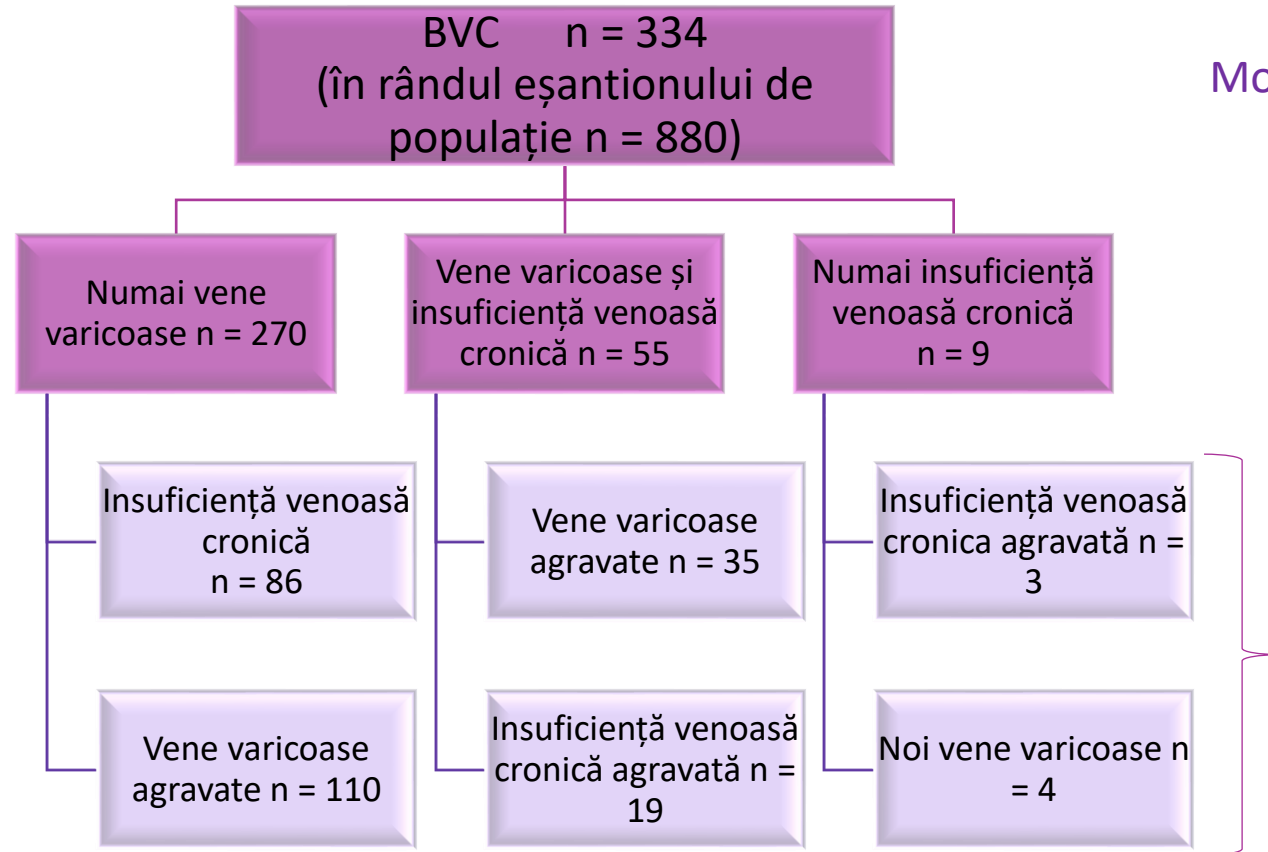 BVC n = 334
(în rândul eșantionului de
populație n = 880)
Mo
Numai vene
varicoase n = 270
Vene varicoase și
insuficiență venoasă
cronică n = 55
Numai insuficiență
venoasă cronică
n = 9
Insuficiență venoasă
cronică
n = 86
Vene varicoase
agravate n = 35
Insuficiență venoasă
cronica agravată n =
3
Vene varicoase
agravate n = 110
Insuficiență venoasă
cronică agravată n =
19
Noi vene varicoase n
= 4